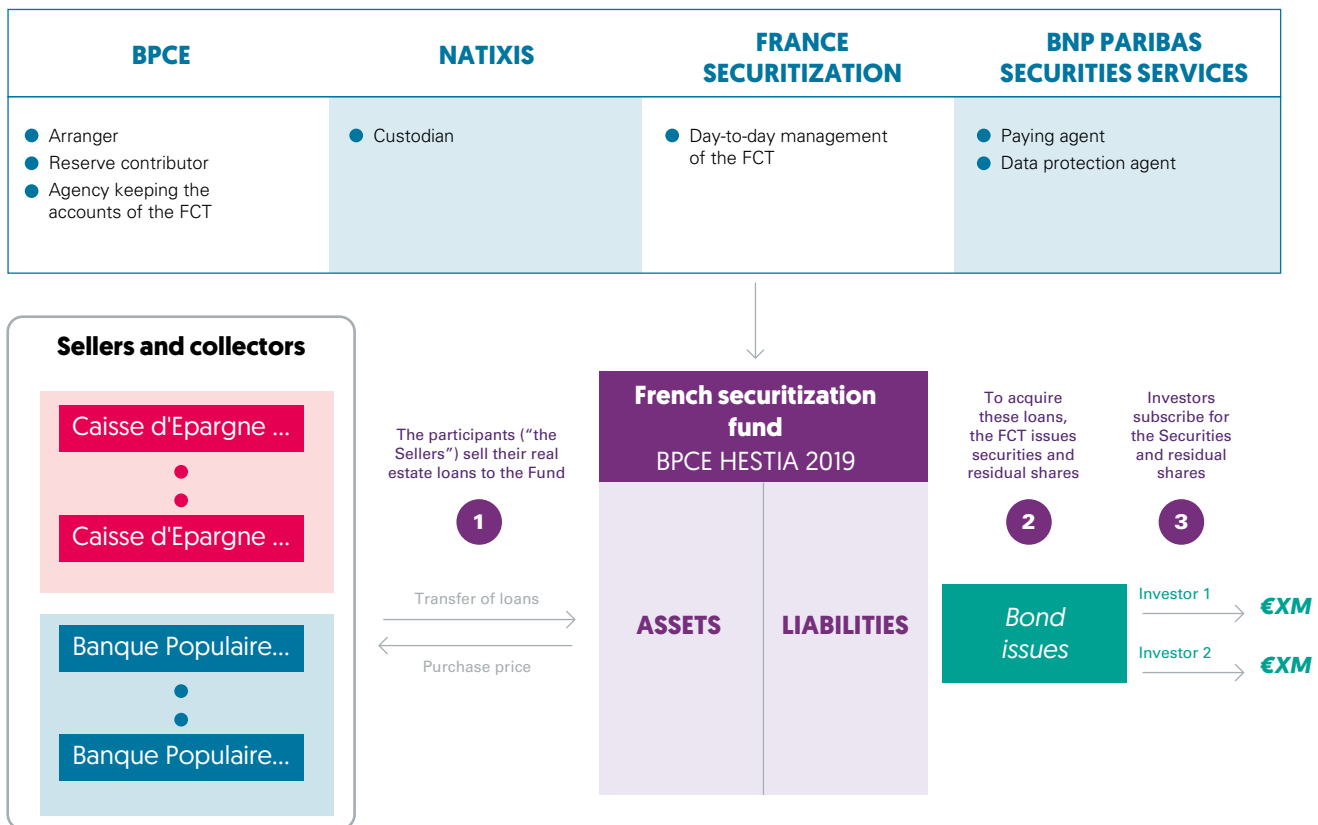 BPCE
NATIXIS
FRANCE
SECURITIZATION
BNP PARIBAS
SECURITIES SERVICES
Arranger
Reserve contributor
Agency keeping the
accounts of the FCT
Custodian
Day-to-day management
of the FCT
Paying agent
Data protection agent
Sellers and collectors
Caisse d'Epargne ...
Caisse d'Epargne ...
Banque Populaire...
Banque Populaire...
The participants (“the
Sellers”) sell their real
estate loans to the Fund
1
Transfer of loans
Purchase price
French securitization
fund
BPCE HESTIA 2019
ASSETS
LIABILITIES
To acquire
these loans,
the FCT issues
securities and
residual shares
2
Investors
subscribe for
the Securities
and residual
shares
3
Bond
issues
Investor 1
€XM
Investor 2
€XM